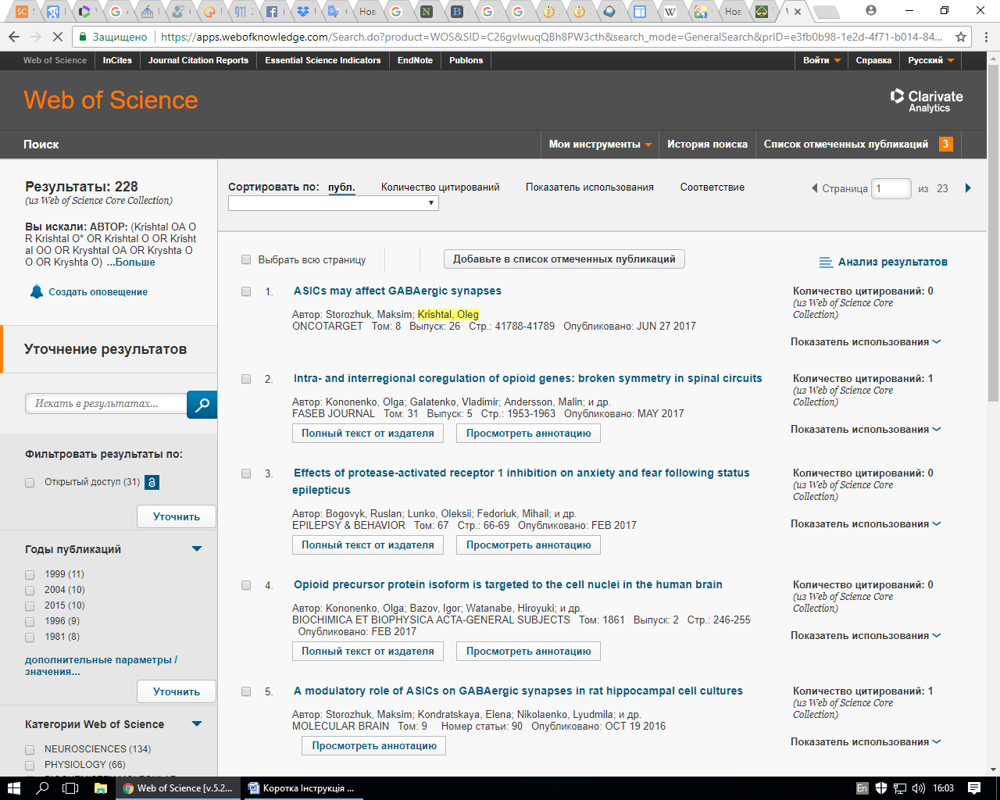 Защищено
https://apps.webofknowledge.com/Search.do?product=WOS&SID=C26gvlwuqQBh8PW3cth&search_mode=GeneralSearch&prID=e3fb0b98-1e2d-4f71-b014-84...
Web of Science InCites Journal Citation Reports Essential Science Indicators EndNote Publons Войти Справка Русский
Web of Science
Clarivate
Analytics
Поиск Мои инструменты История поиска Список отмеченных публикаций 3
Результаты: 228
(из Web of Science Core Collection)
Вы искали: АВТОР: (Krishtal OA O
R Krishtal O* OR Krishtal O OR Krisht
al OO OR Kryshtal OA OR Kryshta O
O OR Kryshta O) ...Больше
Создать оповещение
Уточнение результатов
Искать в результатах...
Фильтровать результаты по:
Открытый доступ (31)
Уточнить
Годы публикаций
1999 (11)
2004 (10)
2015 (10)
1996 (9)
1981 (8)
дополнительные параметры /
значения...
Уточнить
Категории Web of Science
NEUROSCIENCES (134)
PHYSIOLOGY (66)
Сортировать по: публ. Количество цитирований Показатель использования Соответствие
Страница 1 из 23
Выбрать всю страницу Добавьте в список отмеченных публикаций Анализ результатов
1. ASICs may affect GABAergic synapses
Автор: Storozhuk, Maksim; Krishtal, Oleg
ONCOTARGET Том: 8 Выпуск: 26 Стр.: 41788-41789 Опубликовано: JUN 27 2017
Количество цитирований: 0
(из Web of Science Core
Collection)
Показатель использования
2. Intra- and interregional coregulation of opioid genes: broken symmetry in spinal circuits
Автор: Kononenko, Olga; Galatenko, Vladimir; Andersson, Malin; и др.
FASEB JOURNAL Том: 31 Выпуск: 5 Стр.: 1953-1963 Опубликовано: MAY 2017
Полный текст от издателя Просмотреть аннотацию
Количество цитирований: 1
(из Web of Science Core
Collection)
Показатель использования
3. Effects of protease-activated receptor 1 inhibition on anxiety and fear following status
epilepticus
Автор: Bogovyk, Ruslan; Lunko, Oleksii; Fedoriuk, Mihail; и др.
EPILEPSY & BEHAVIOR Том: 67 Стр.: 66-69 Опубликовано: FEB 2017
Полный текст от издателя Просмотреть аннотацию
Количество цитирований: 0
(из Web of Science Core
Collection)
Показатель использования
4. Opioid precursor protein isoform is targeted to the cell nuclei in the human brain
Автор: Kononenko, Olga; Bazov, Igor; Watanabe, Hiroyuki; и др.
BIOCHIMICA ET BIOPHYSICA ACTA-GENERAL SUBJECTS Том: 1861 Выпуск: 2 Стр.: 246-255
Опубликовано: FEB 2017
Полный текст от издателя Просмотреть аннотацию
Количество цитирований: 0
(из Web of Science Core
Collection)
Показатель использования
5. A modulatory role of ASICs on GABAergic synapses in rat hippocampal cell cultures
Автор: Storozhuk, Maksim; Kondratskaya, Elena; Nikolaenko, Lyudmila; и др.
MOLECULAR BRAIN Том: 9 Номер статьи: 90 Опубликовано: OCT 19 2016
Просмотреть аннотацию
Количество цитирований: 1
(из Web of Science Core
Collection)
Показатель использования
Web of Science [v.5.2... Коротка Інструкція ... En 16:03